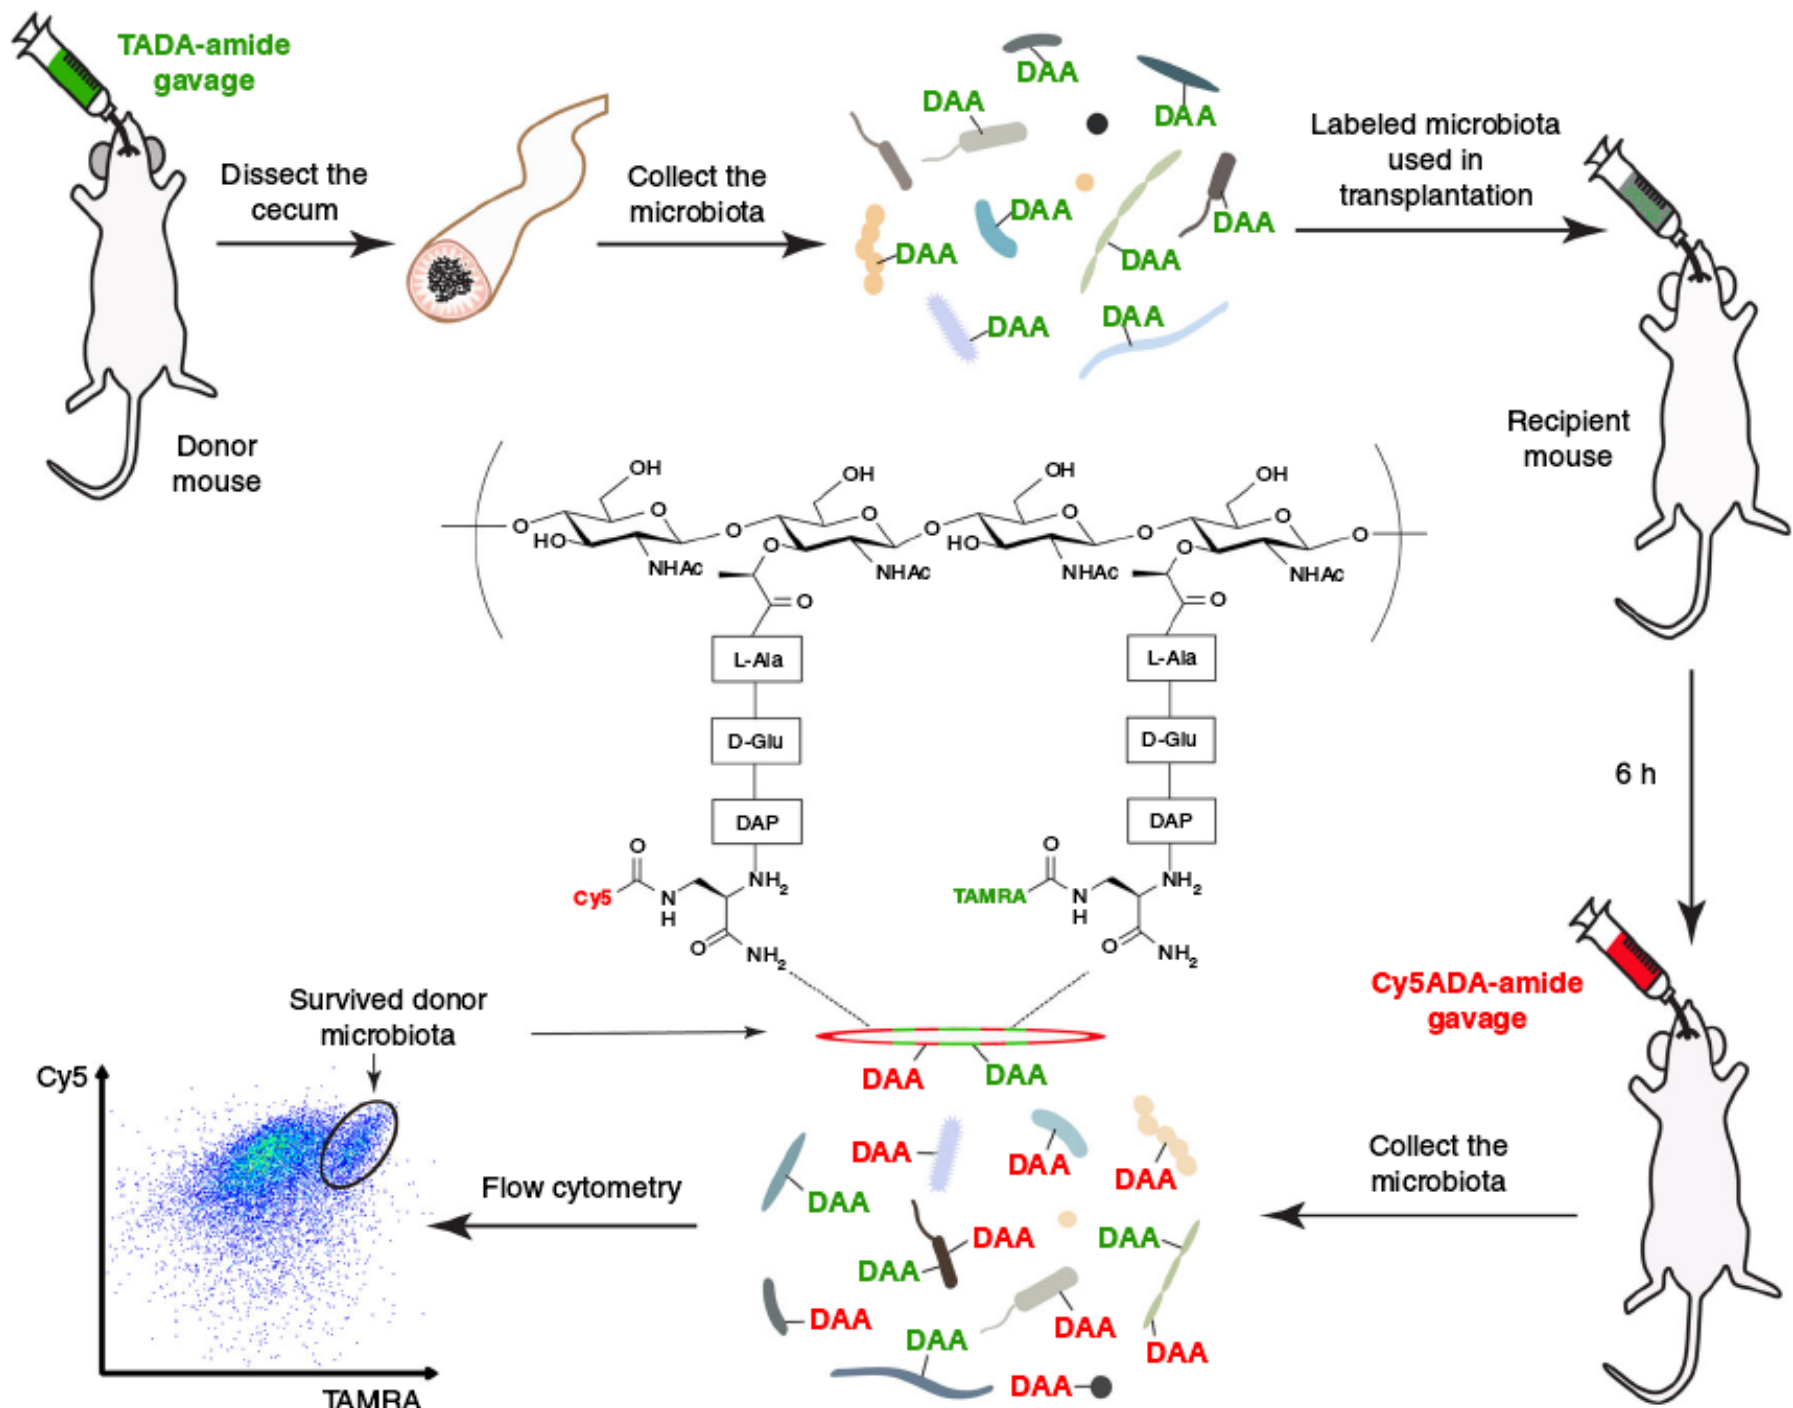 TADA-amide
gavage
Dissect the
cecum
Collect the
microbiota
DAA
DAA
DAA
DAA
DAA
DAA
DAA
DAA
DAA
Labeled microbiota
used in
transplantation
Donor
mouse
Recipient
mouse
OH
OH
OH
OH
O
O
O
O
O
O
O
O
O
HO
O
HO
O
NHAc
NHAc
NHAc
NHAc
O
O
L-Ala
L-Ala
D-Glu
D-Glu
DAP
DAP
6 h
O
O
Cy5
N
H
NH2
TAMRA
N
H
NH2
O
NH2
O
NH2
Cy5ADA-amide
gavage
Survived donor
microbiota
DAA
DAA
Cy5
TAMRA
Flow cytometry
Collect the
microbiota
DAA
DAA
DAA
DAA
DAA
DAA
DAA
DAA
DAA
DAA
DAA
DAA